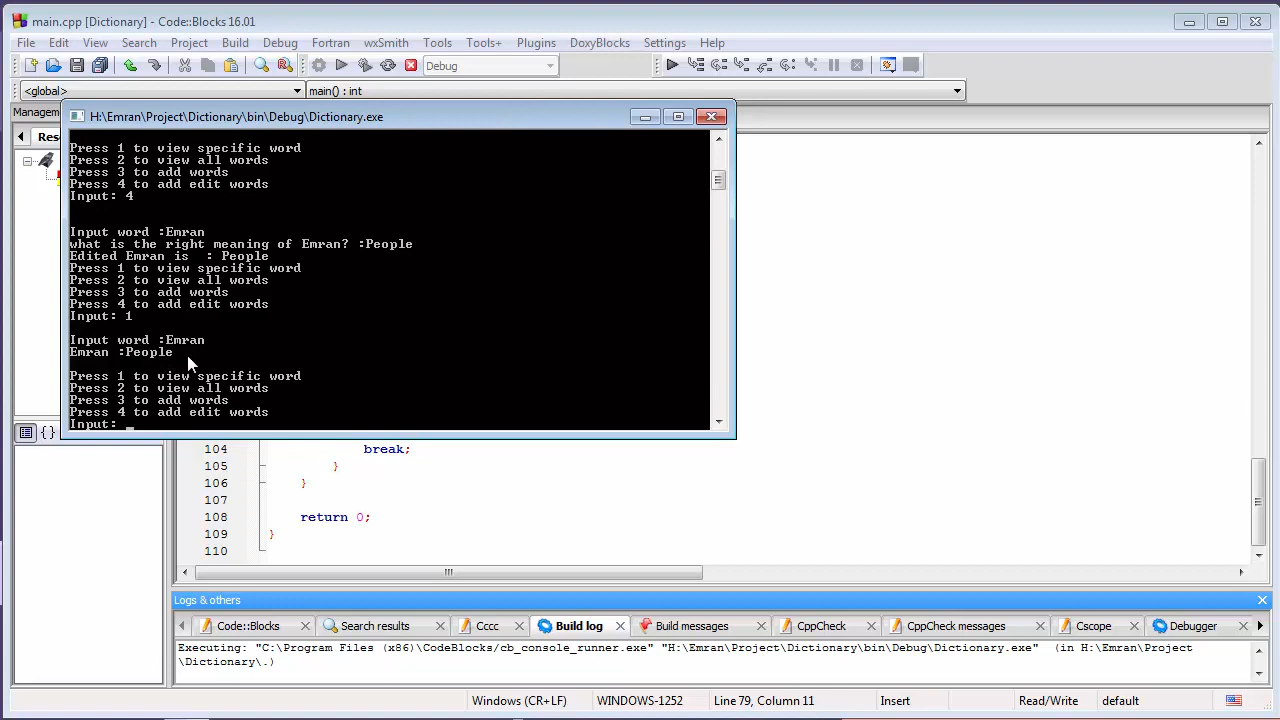 main.cpp [Dictionary] - Code::Blocks 16.01
File Edit View Search Project Build Debug Fortran wxSmith Tools Tools+ Plugins DoxyBlocks Settings Help
Debug
<global> main() : int
Managem
H:\Emran\Project\Dictionary\bin\Debug\Dictionary.exe
Press 1 to view specific word
Press 2 to view all words
Press 3 to add words
Press 4 to add edit words
Input: 4
Input word :Emran
what is the right meaning of Emran? :People
Edited Emran is  : People
Press 1 to view specific word
Press 2 to view all words
Press 3 to add words
Press 4 to add edit words
Input: 1
Input word :Emran
Emran :People
Press 1 to view specific word
Press 2 to view all words
Press 3 to add words
Press 4 to add edit words
Input: _
104 break;
105 }
106 }
107
108 return 0;
109 }
110
Logs & others
Code::Blocks Search results Cccc Build log Build messages CppCheck CppCheck messages Cscope Debugger
Executing: "C:\Program Files (x86)\CodeBlocks/cb_console_runner.exe" "H:\Emran\Project\Dictionary\bin\Debug\Dictionary.exe"  (in H:\Emran\Project
\Dictionary\.)
Windows (CR+LF) WINDOWS-1252 Line 79, Column 11 Insert Read/Write default